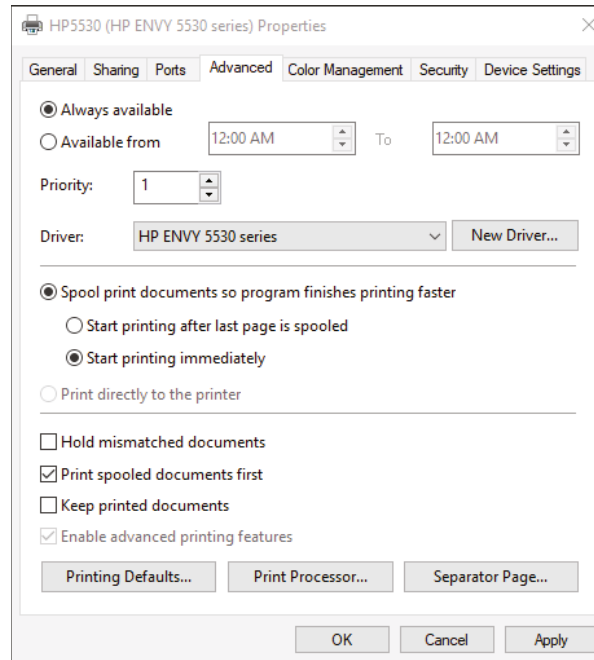 HP5530 (HP ENVY 5530 series) Properties
General Sharing Ports Advanced Color Management Security Device Settings
Always available
Available from 12:00 AM To 12:00 AM
Priority: 1
Driver: HP ENVY 5530 series New Driver...
Spool print documents so program finishes printing faster
Start printing after last page is spooled
Start printing immediately
Print directly to the printer
Hold mismatched documents
Print spooled documents first
Keep printed documents
Enable advanced printing features
Printing Defaults... Print Processor... Separator Page...
OK Cancel Apply